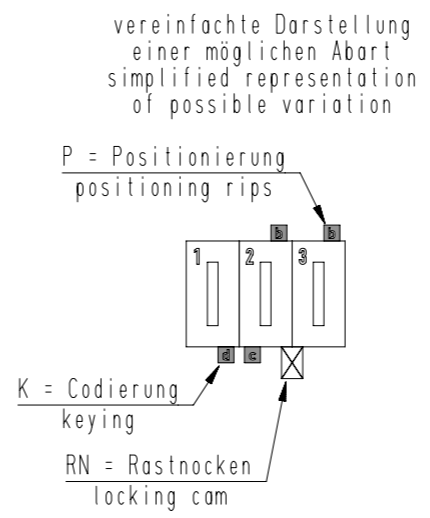 vereinfachte Darstellung
einer möglichen Abart
simplified representation
of possible variation
P = Positionierung
positioning rips
b b
1 2 3
d c
K = Codierung
keying
RN = Rastnocken
locking cam